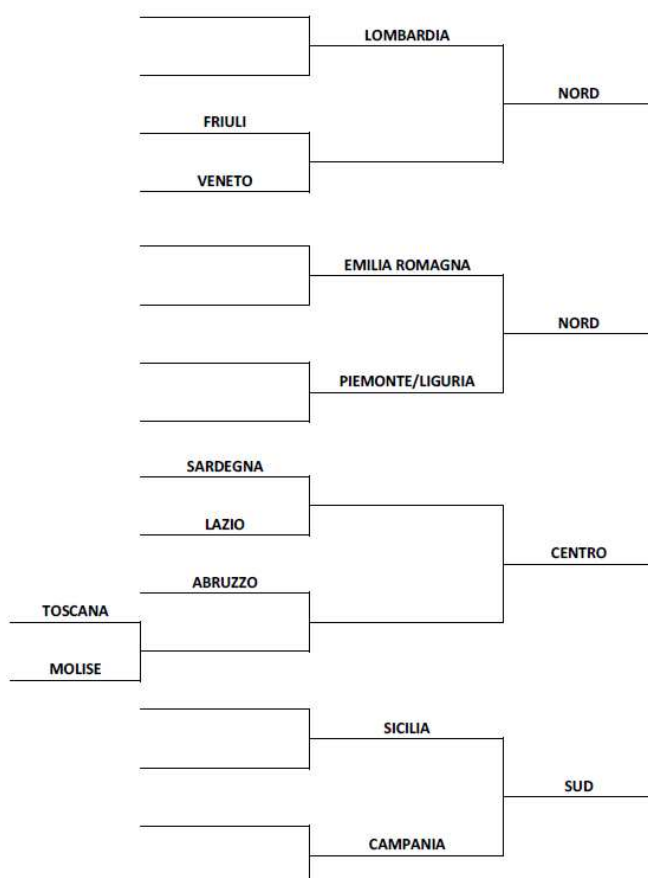 LOMBARDIA
NORD
FRIULI
VENETO
EMILIA ROMAGNA
NORD
PIEMONTE/LIGURIA
SARDEGNA
LAZIO
CENTRO
ABRUZZO
TOSCANA
MOLISE
SICILIA
SUD
CAMPANIA